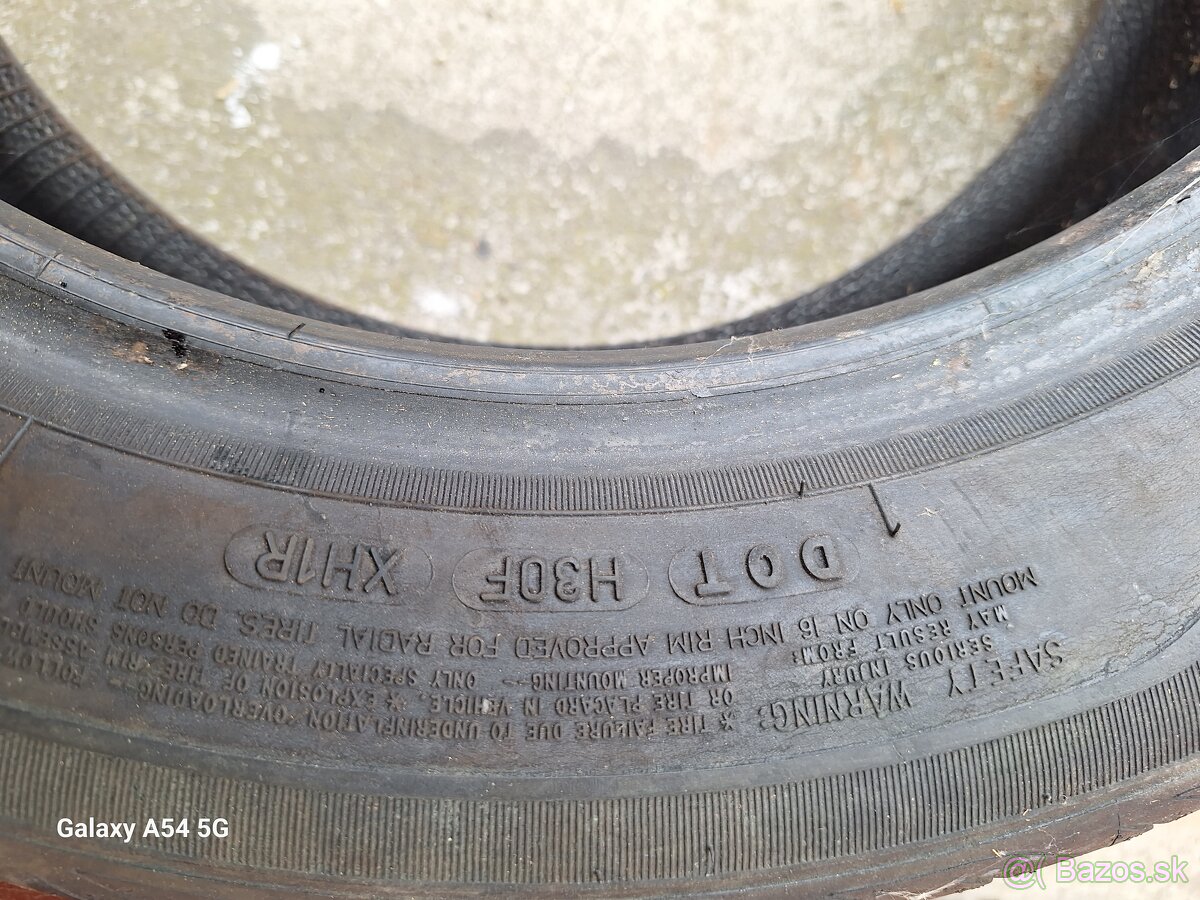 SAFETY WARNING:
SERIOUS INJURY
MAY RESULT FROM:
* TIRE FAILURE DUE TO UNDERINFLATION/OVERLOADING-
OR TIRE PLACARD IN VEHICLE. * EXPLOSION OF TIRE/RIM
IMPROPER MOUNTING- ONLY SPECIALLY TRAINED PERSONS SHOULD
MOUNT ONLY ON 16 INCH RIM APPROVED FOR RADIAL TIRES. DO NOT MOUNT
DOT H30F XH1R
1
Galaxy A54 5G
@( Bazos.sk